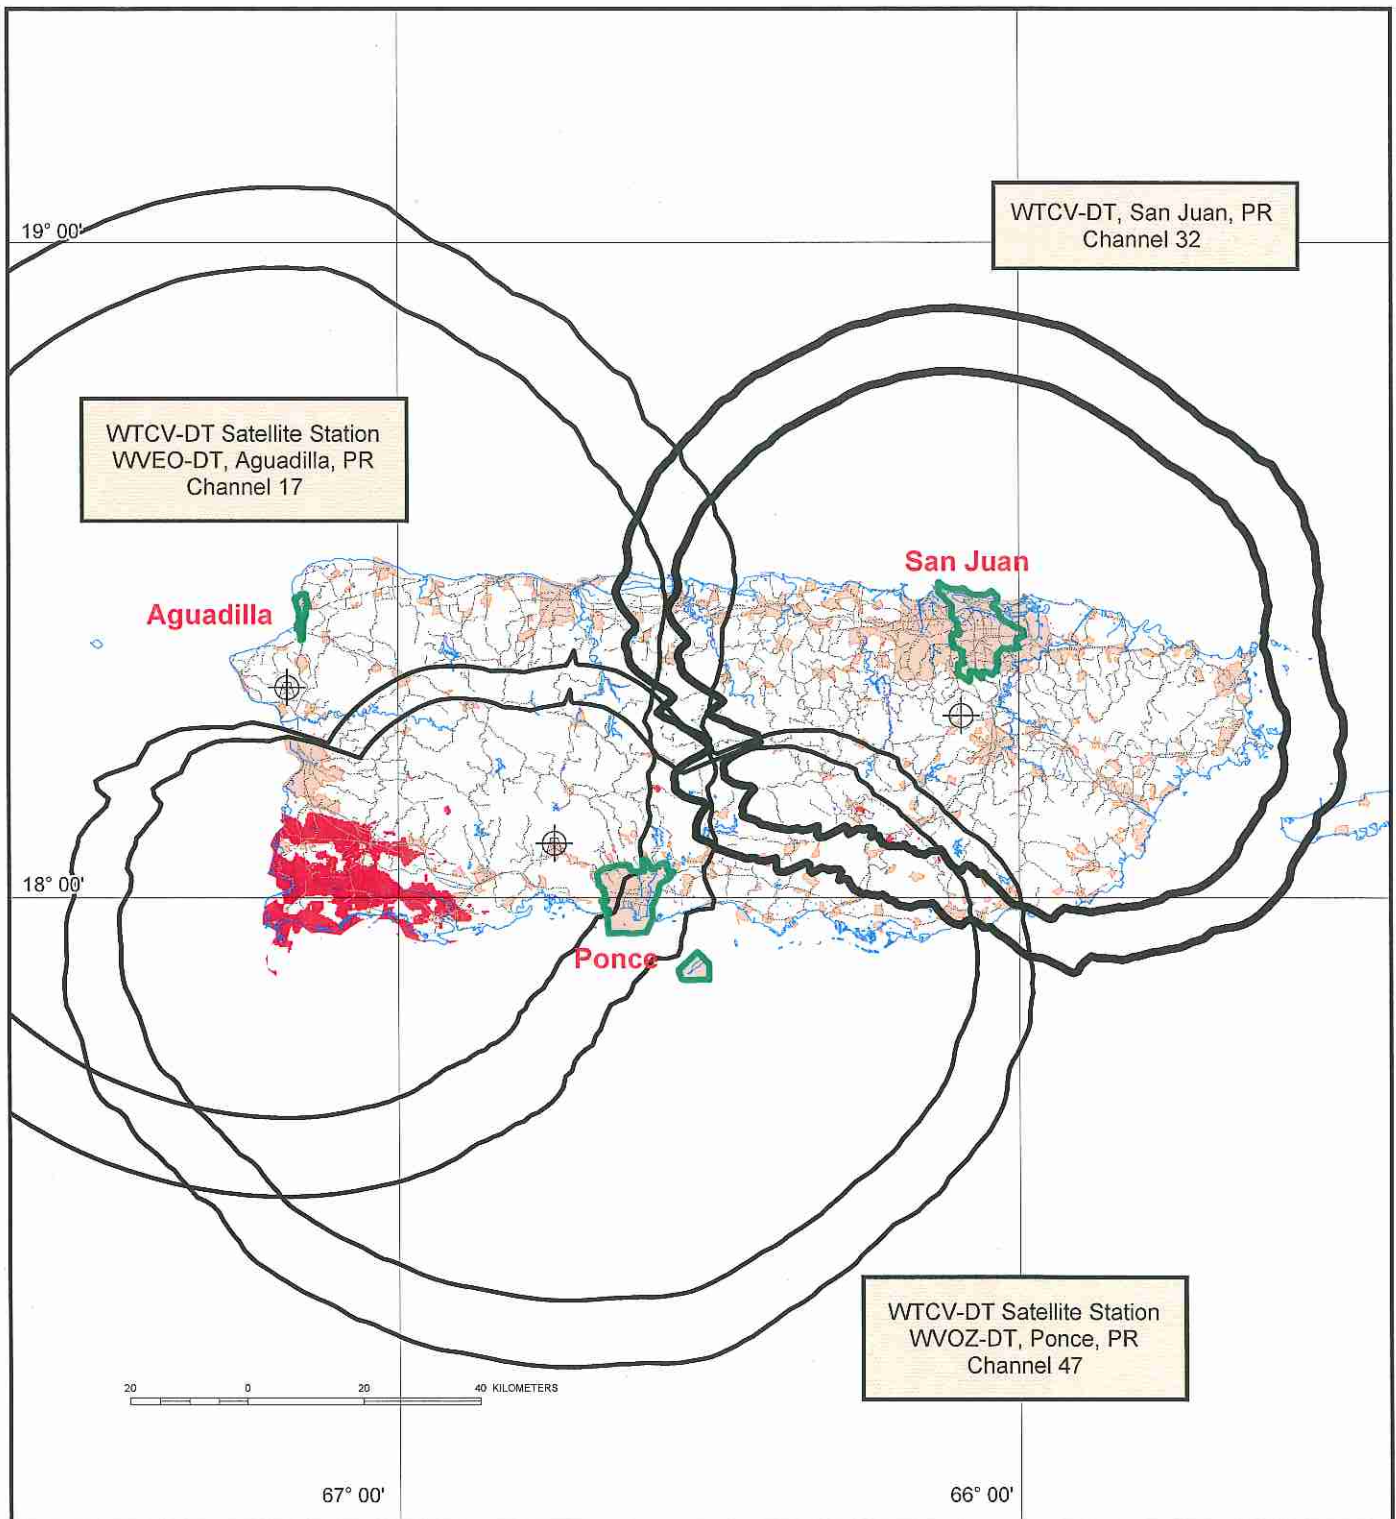 WTCV-DT, San Juan, PR
Channel 32
19° 00'
WTCV-DT Satellite Station
WVEO-DT, Aguadilla, PR
Channel 17
San Juan
Aguadilla
18° 00'
Ponce
WTCV-DT Satellite Station
WVOZ-DT, Ponce, PR
Channel 47
20 0 20 40 KILOMETERS
67° 00'
66° 00'